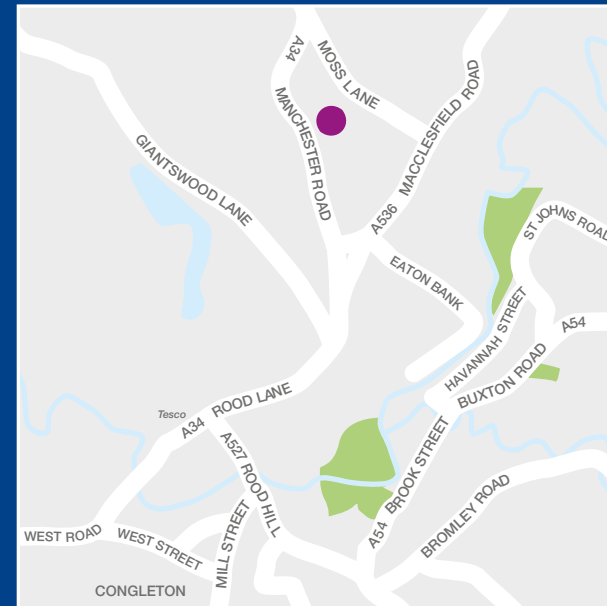 A34
MOSS LANE
MANCHESTER ROAD
MACCLESFIELD ROAD
GIANTSWOOD LANE
A536
ST JOHNS ROAD
EATON BANK
HAVANNAH STREET
A54
BUXTON ROAD
A34 ROOD LANE
Tesco
A527 ROOD HILL
A54 BROOK STREET
BROMLEY ROAD
WEST ROAD
WEST STREET
MILL STREET
CONGLETON